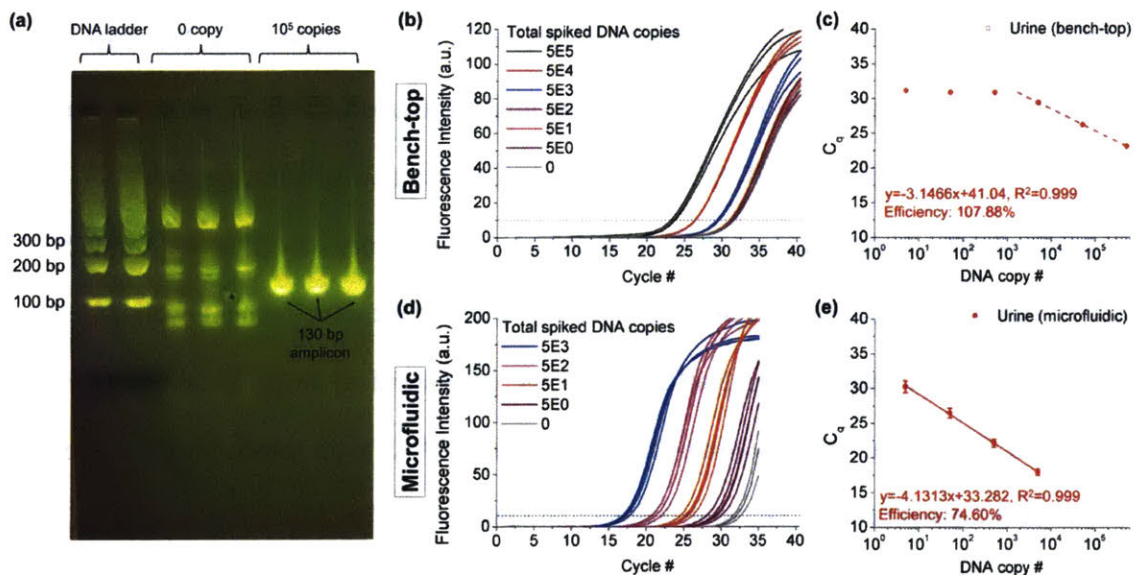 (a)
DNA ladder
0 copy
10⁵ copies
300 bp
200 bp
100 bp
130 bp
amplicon
Bench-top
(b)
Total spiked DNA copies
5E5
5E4
5E3
5E2
5E1
5E0
0
Fluorescence Intensity (a.u.)
120
100
80
60
40
20
0
0 5 10 15 20 25 30 35 40
Cycle #
(c)
Urine (bench-top)
Cq
40
35
30
25
20
15
10
y=-3.1466x+41.04, R²=0.999
Efficiency: 107.88%
10⁰ 10¹ 10² 10³ 10⁴ 10⁵
DNA copy #
Microfluidic
(d)
Total spiked DNA copies
5E3
5E2
5E1
5E0
0
Fluorescence Intensity (a.u.)
200
150
100
50
0
0 5 10 15 20 25 30 35 40
Cycle #
(e)
Urine (microfluidic)
Cq
40
35
30
25
20
15
10
y=-4.1313x+33.282, R²=0.999
Efficiency: 74.60%
10⁰ 10¹ 10² 10³ 10⁴ 10⁵
DNA copy #